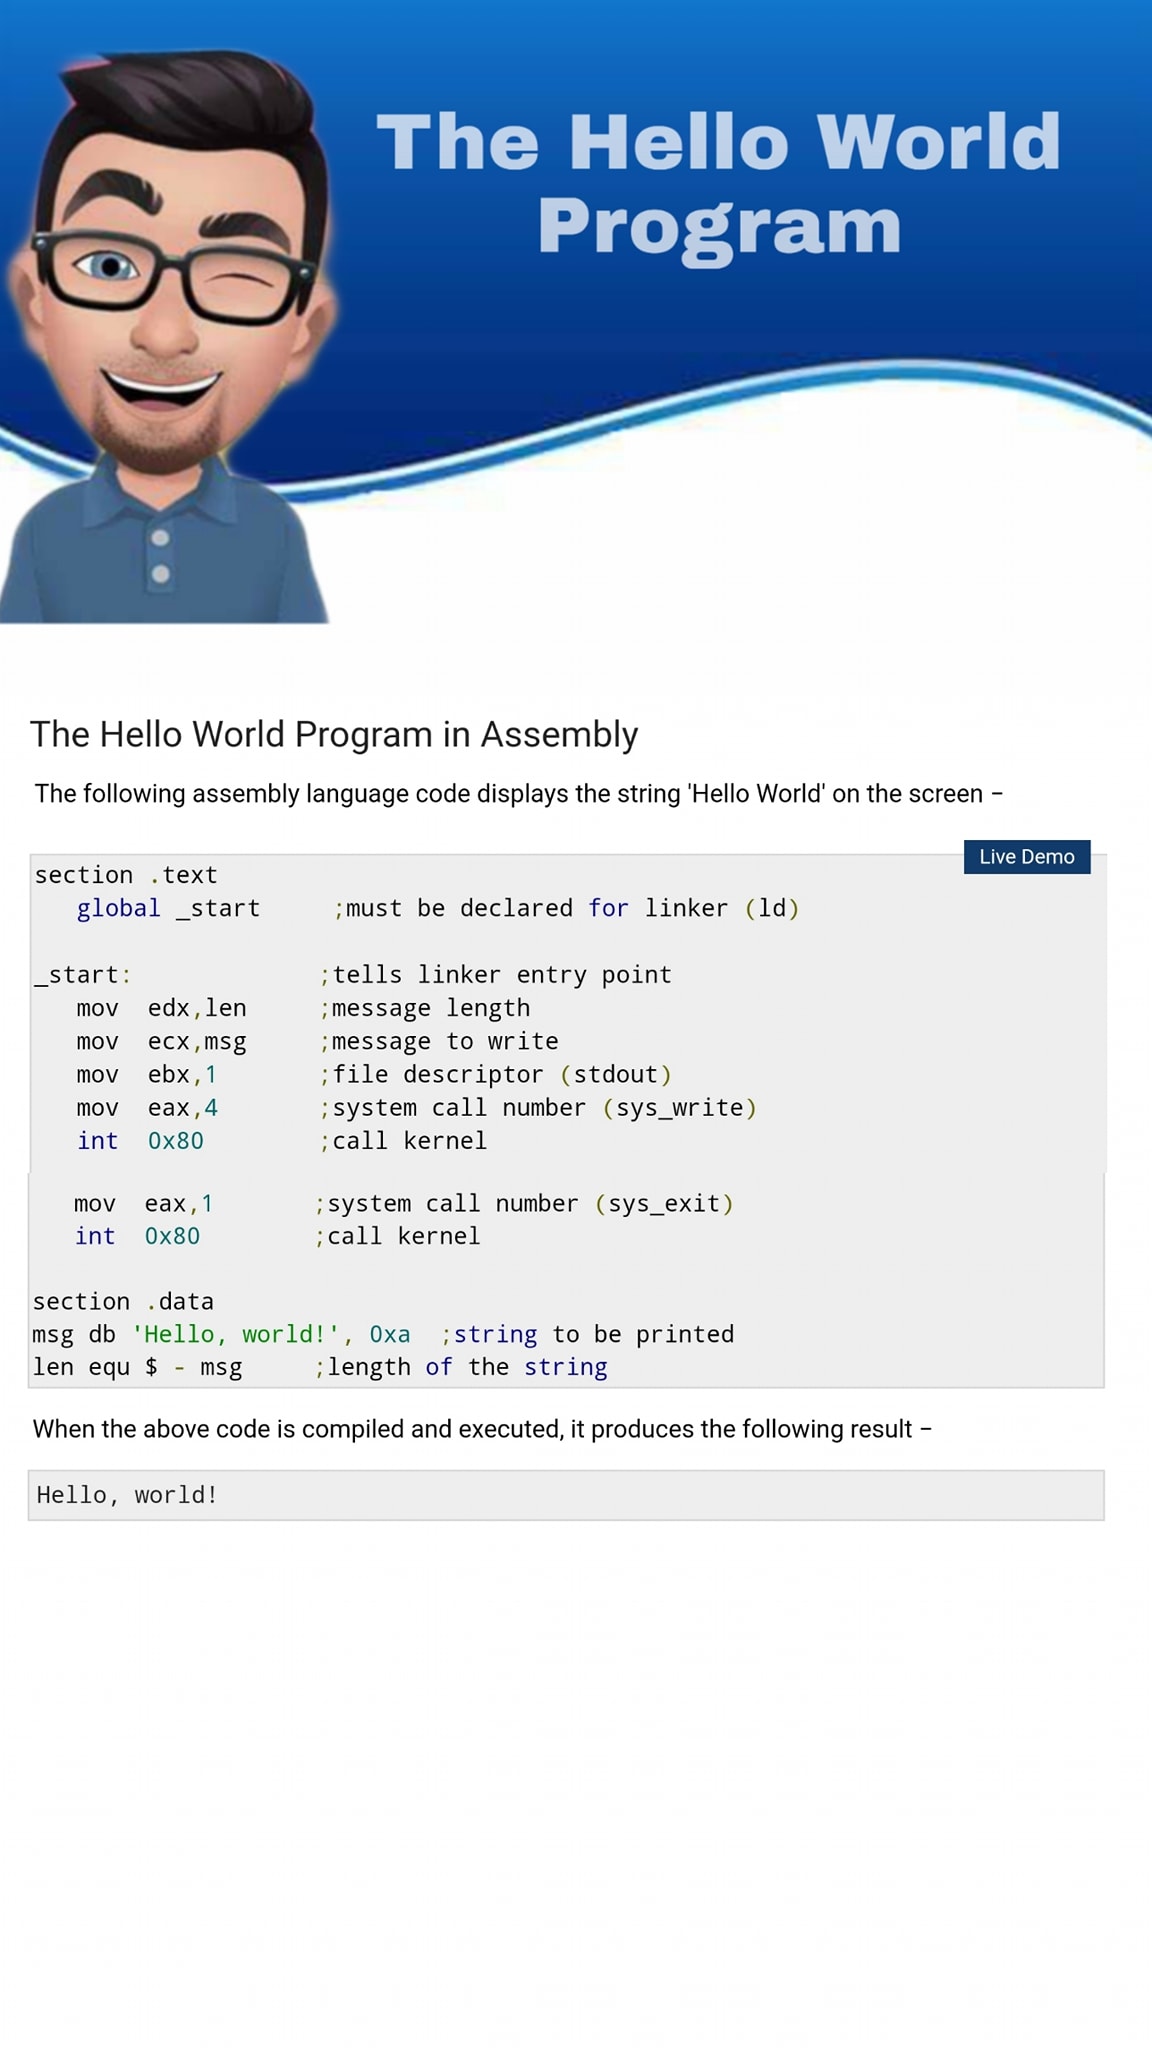 The Hello World
Program
The Hello World Program in Assembly
The following assembly language code displays the string 'Hello World' on the screen −
Live Demo
section .text
   global _start     ;must be declared for linker (ld)
_start:             ;tells linker entry point
   mov  edx,len     ;message length
   mov  ecx,msg     ;message to write
   mov  ebx,1       ;file descriptor (stdout)
   mov  eax,4       ;system call number (sys_write)
   int  0x80        ;call kernel
   mov  eax,1       ;system call number (sys_exit)
   int  0x80        ;call kernel
section .data
msg db 'Hello, world!', 0xa  ;string to be printed
len equ $ - msg     ;length of the string
When the above code is compiled and executed, it produces the following result −
Hello, world!